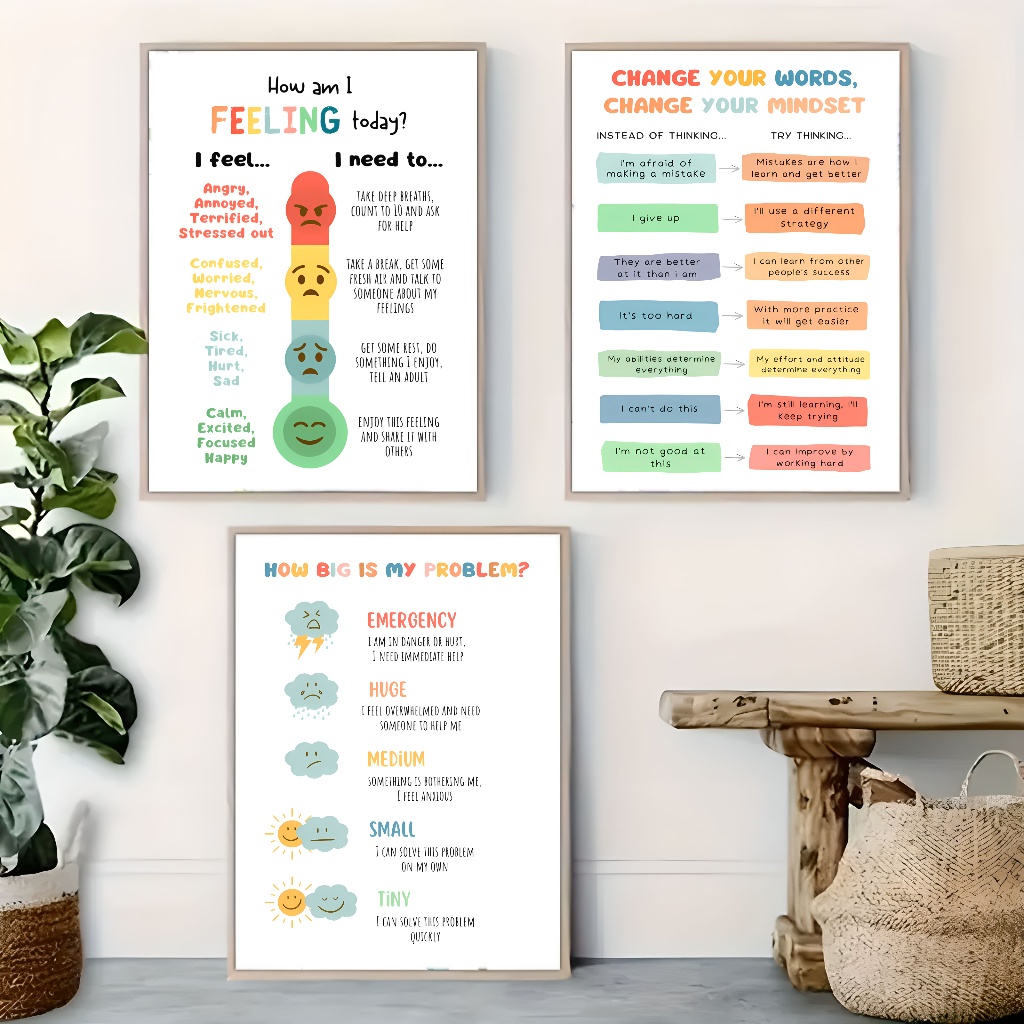 How am I
FEELING today?
I feel...
I need to...
Angry,
Annoyed,
Terrified,
Stressed out
TAKE DEEP BREATHS,
COUNT TO 10 AND ASK
FOR HELP
Confused,
Worried,
Nervous,
Frightened
TAKE A BREAK, GET SOME
FRESH AIR AND TALK TO
SOMEONE ABOUT MY
FEELINGS
Sick,
Tired,
Hurt,
Sad
GET SOME REST, DO
SOMETHING I ENJOY,
TELL AN ADULT
Calm,
Excited,
Focused
Happy
ENJOY THIS FEELING
AND SHARE IT WITH
OTHERS
CHANGE YOUR WORDS,
CHANGE YOUR MINDSET
INSTEAD OF THINKING...
TRY THINKING...
I'm afraid of
making a mistake
Mistakes are how i
learn and get better
I give up
I'll use a different
strategy
They are better
at it than i am
I can learn from other
people's success
It's too hard
With more practice
it will get easier
My abilities determine
everything
My effort and attitude
determine everything
I can't do this
I'm still learning, i'll
keep trying
I'm not good at
this
I can improve by
working hard
HOW BIG IS MY PROBLEM?
EMERGENCY
I AM IN DANGER OR HURT,
I NEED IMMEDIATE HELP
HUGE
I FEEL OVERWHELMED AND NEED
SOMEONE TO HELP ME
MEDiUM
SOMETHING IS BOTHERING ME,
I FEEL ANXIOUS
SMALL
I CAN SOLVE THIS PROBLEM
ON MY OWN
TiNY
I CAN SOLVE THIS PROBLEM
QUICKLY